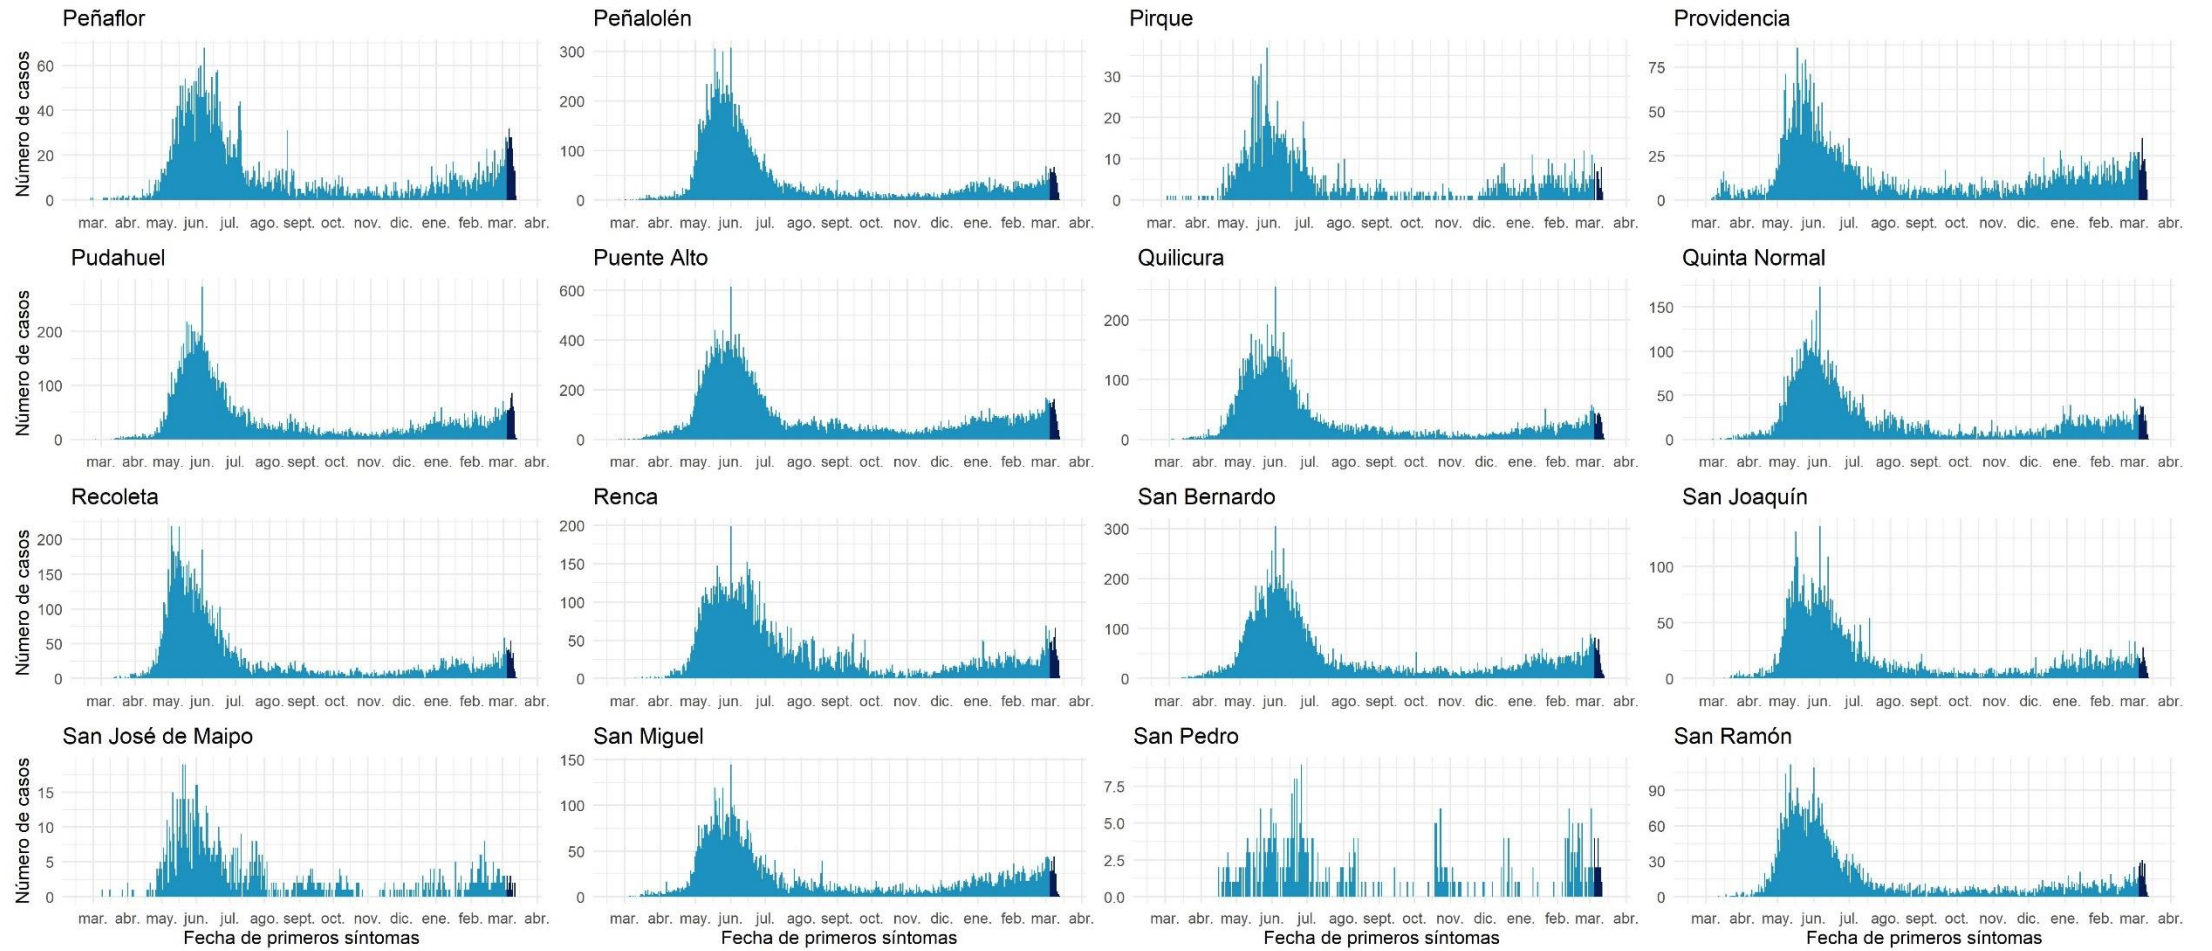 Peñaflor Peñalolén Pirque Providencia
Número de casos
60
40
20
0
300
200
100
0
30
20
10
0
75
50
25
0
mar. abr. may. jun. jul. ago. sept. oct. nov. dic. ene. feb. mar. abr.
mar. abr. may. jun. jul. ago. sept. oct. nov. dic. ene. feb. mar. abr.
mar. abr. may. jun. jul. ago. sept. oct. nov. dic. ene. feb. mar. abr.
mar. abr. may. jun. jul. ago. sept. oct. nov. dic. ene. feb. mar. abr.
Pudahuel Puente Alto Quilicura Quinta Normal
Número de casos
200
100
0
600
400
200
0
200
100
0
150
100
50
0
mar. abr. may. jun. jul. ago. sept. oct. nov. dic. ene. feb. mar. abr.
mar. abr. may. jun. jul. ago. sept. oct. nov. dic. ene. feb. mar. abr.
mar. abr. may. jun. jul. ago. sept. oct. nov. dic. ene. feb. mar. abr.
mar. abr. may. jun. jul. ago. sept. oct. nov. dic. ene. feb. mar. abr.
Recoleta Renca San Bernardo San Joaquín
Número de casos
200
150
100
50
0
200
150
100
50
0
300
200
100
0
100
50
0
mar. abr. may. jun. jul. ago. sept. oct. nov. dic. ene. feb. mar. abr.
mar. abr. may. jun. jul. ago. sept. oct. nov. dic. ene. feb. mar. abr.
mar. abr. may. jun. jul. ago. sept. oct. nov. dic. ene. feb. mar. abr.
mar. abr. may. jun. jul. ago. sept. oct. nov. dic. ene. feb. mar. abr.
San José de Maipo San Miguel San Pedro San Ramón
Número de casos
15
10
5
0
150
100
50
0
7.5
5.0
2.5
0.0
90
60
30
0
mar. abr. may. jun. jul. ago. sept. oct. nov. dic. ene. feb. mar. abr.
mar. abr. may. jun. jul. ago. sept. oct. nov. dic. ene. feb. mar. abr.
mar. abr. may. jun. jul. ago. sept. oct. nov. dic. ene. feb. mar. abr.
mar. abr. may. jun. jul. ago. sept. oct. nov. dic. ene. feb. mar. abr.
Fecha de primeros síntomas Fecha de primeros síntomas Fecha de primeros síntomas Fecha de primeros síntomas